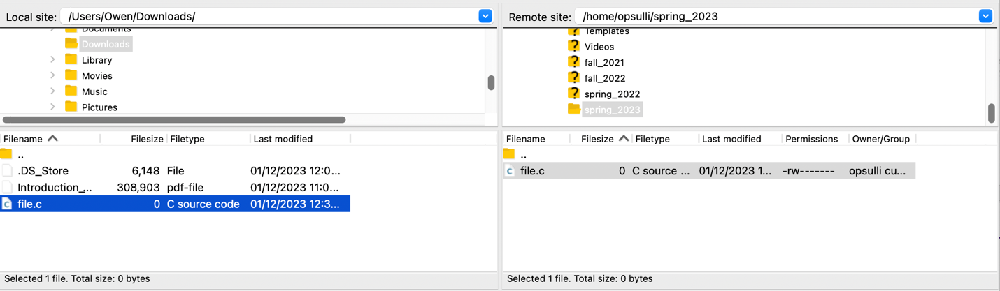 Local site: /Users/Owen/Downloads/
Documents
Downloads
Library
Movies
Music
Pictures
Filename Filesize Filetype Last modified
..
.DS_Store 6,148 File 01/12/2023 12:0...
Introduction_... 308,903 pdf-file 01/12/2023 11:0...
file.c 0 C source code 01/12/2023 12:3...
Selected 1 file. Total size: 0 bytes
Remote site: /home/opsulli/spring_2023
Templates
Videos
fall_2021
fall_2022
spring_2022
spring_2023
Filename Filesize Filetype Last modified Permissions Owner/Group
..
file.c 0 C source ... 01/12/2023 1... -rw------- opsulli cu...
Selected 1 file. Total size: 0 bytes